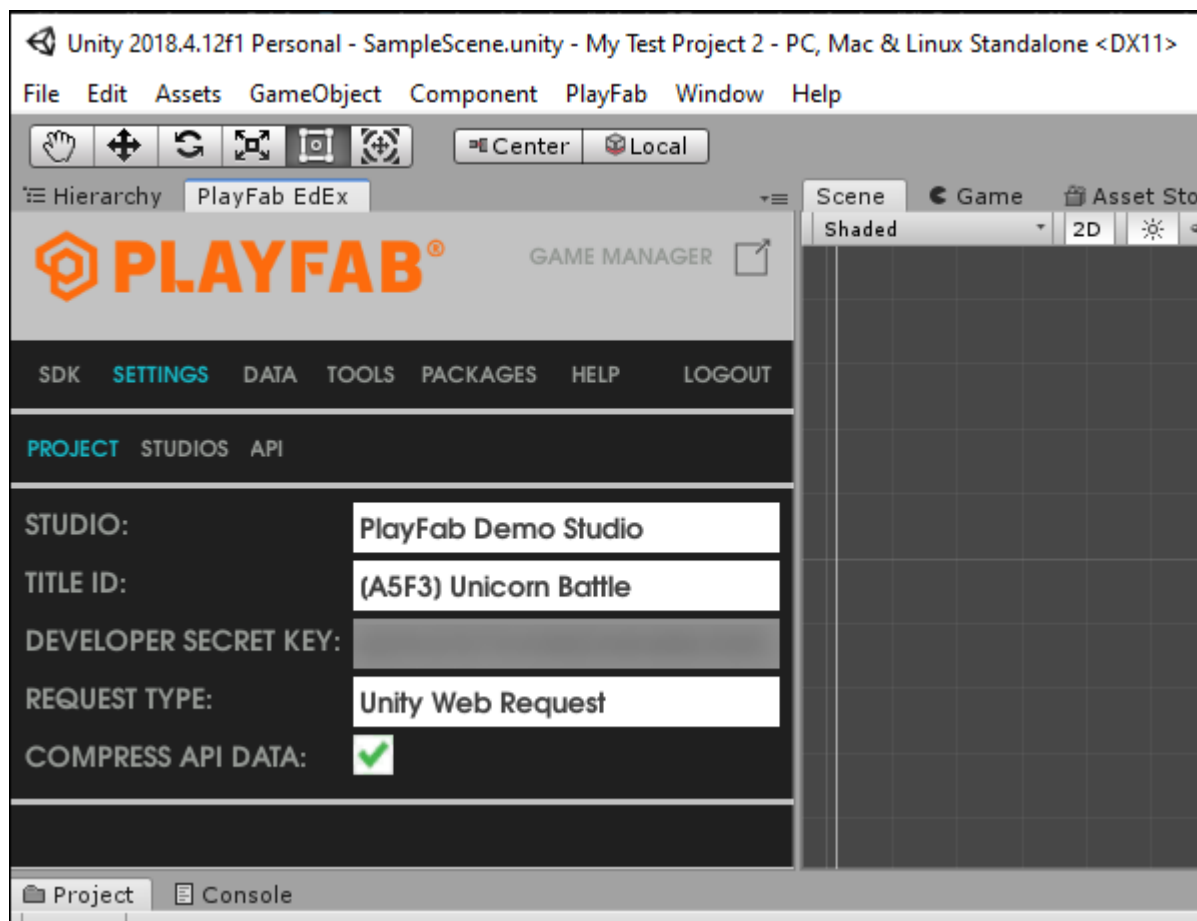 Unity 2018.4.12f1 Personal - SampleScene.unity - My Test Project 2 - PC, Mac & Linux Standalone <DX11>
File Edit Assets GameObject Component PlayFab Window Help
Center Local
Hierarchy PlayFab EdEx Scene Game Asset Sto
Shaded 2D
PLAYFAB® GAME MANAGER
SDK SETTINGS DATA TOOLS PACKAGES HELP LOGOUT
PROJECT STUDIOS API
STUDIO: PlayFab Demo Studio
TITLE ID: (A5F3) Unicorn Battle
DEVELOPER SECRET KEY:
REQUEST TYPE: Unity Web Request
COMPRESS API DATA:
Project Console